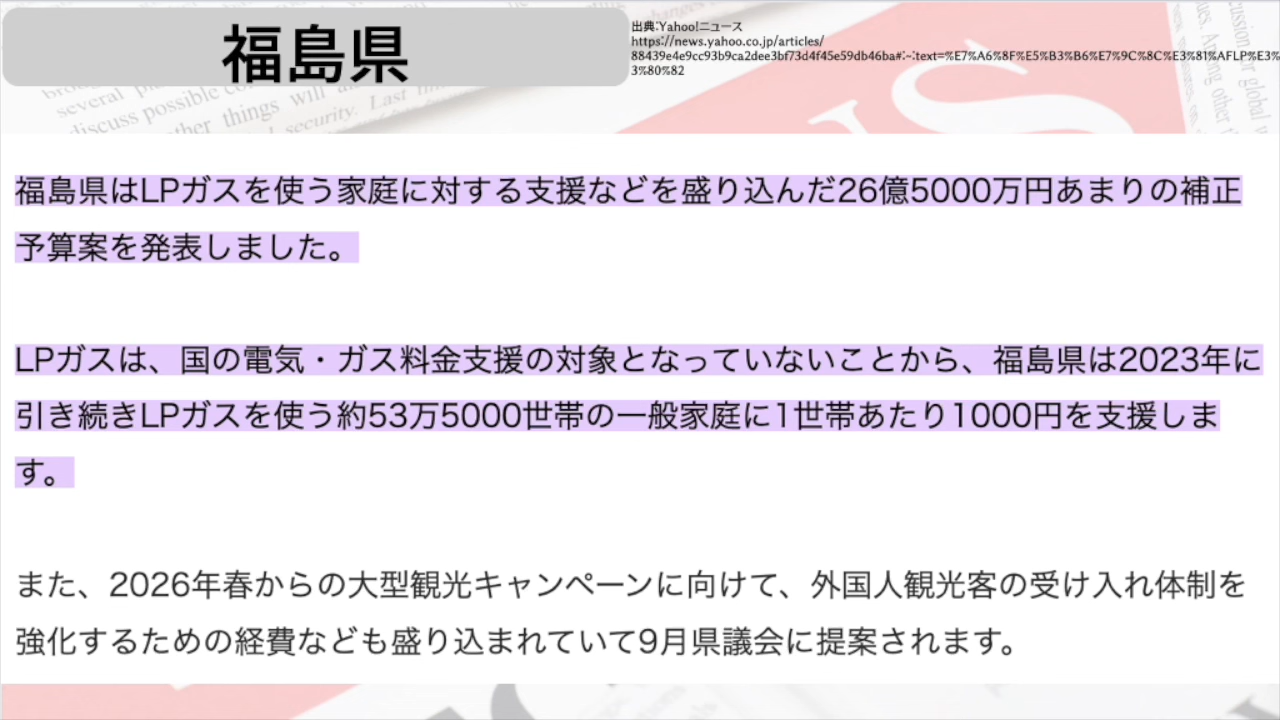 福島県
出典:Yahoo!ニュース
https://news.yahoo.co.jp/articles/
88439e4e9cc93b9ca2dee3bf73d4f45e59db46ba#:~:text=%E7%A6%8F%E5%B3%B6%E7%9C%8C%E3%81%AFLP%E3%
3%80%82
several
discuss possible
other things will
security. Last
福島県はLPガスを使う家庭に対する支援などを盛り込んだ26億5000万円あまりの補正
予算案を発表しました。
LPガスは、国の電気・ガス料金支援の対象となっていないことから、福島県は2023年に
引き続きLPガスを使う約53万5000世帯の一般家庭に1世帯あたり1000円を支援しま
す。
また、2026年春からの大型観光キャンペーンに向けて、外国人観光客の受け入れ体制を
強化するための経費なども盛り込まれていて9月県議会に提案されます。